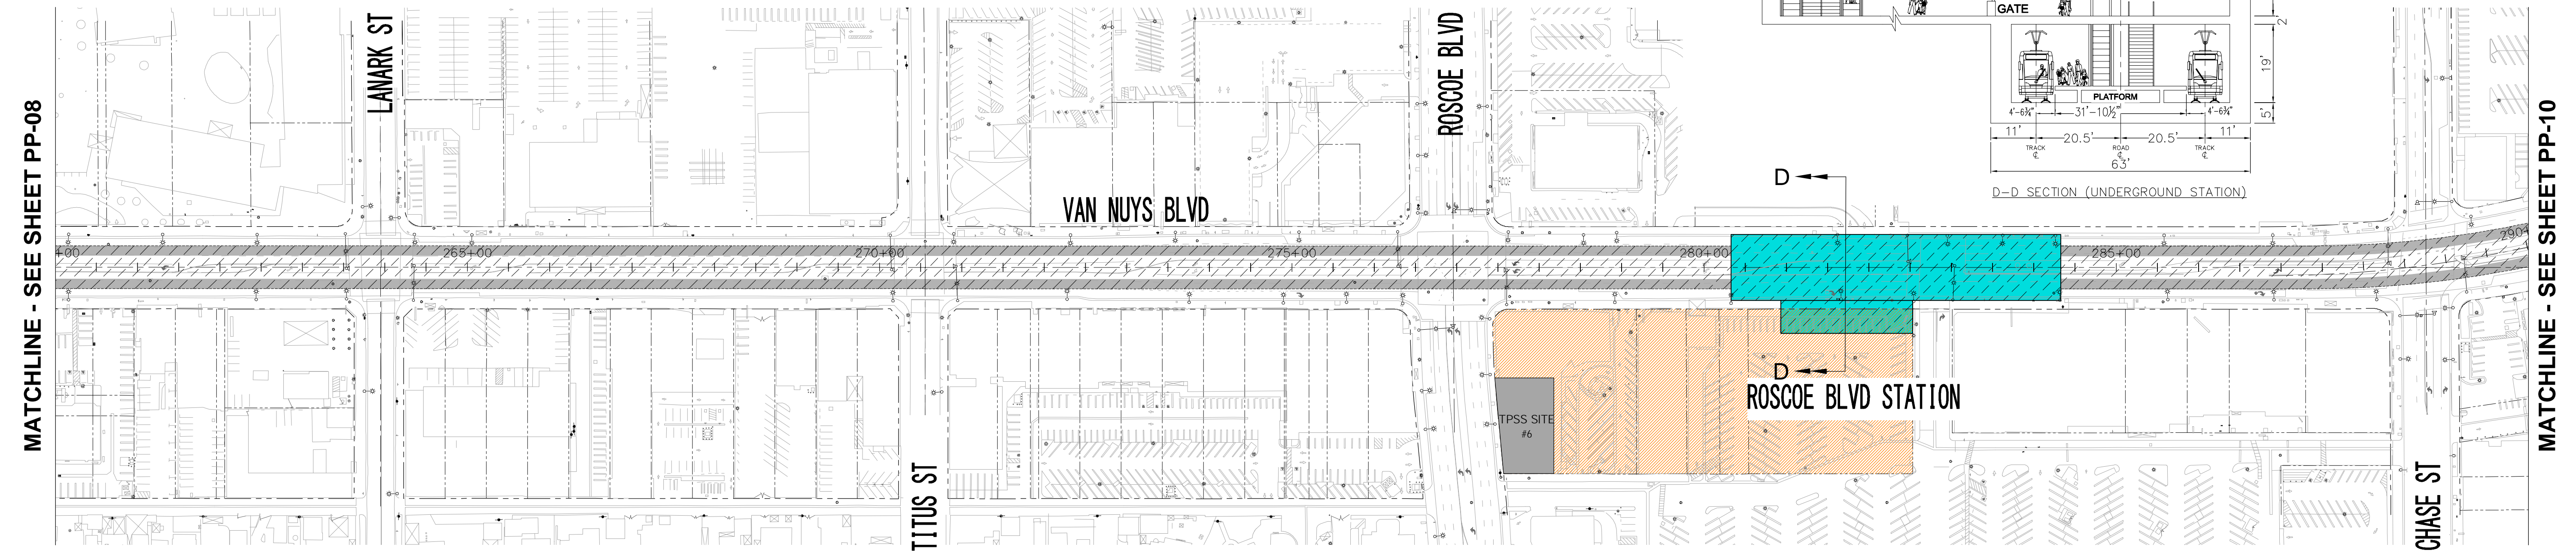 MATCHLINE - SEE SHEET PP-08
LANARK ST
TITUS ST
VAN NUYS BLVD
ROSCOE BLVD
GATE
2'
19'
5'
PLATFORM
4'-6¾"
31'-10½"
4'-6¾"
11'
20.5'
20.5'
11'
TRACK
℄
ROAD
℄
TRACK
℄
63'
D-D SECTION (UNDERGROUND STATION)
D
+00
265+00
270+00
275+00
280+00
285+00
D
ROSCOE BLVD STATION
TPSS SITE
#6
CHASE ST
MATCHLINE - SEE SHEET PP-10